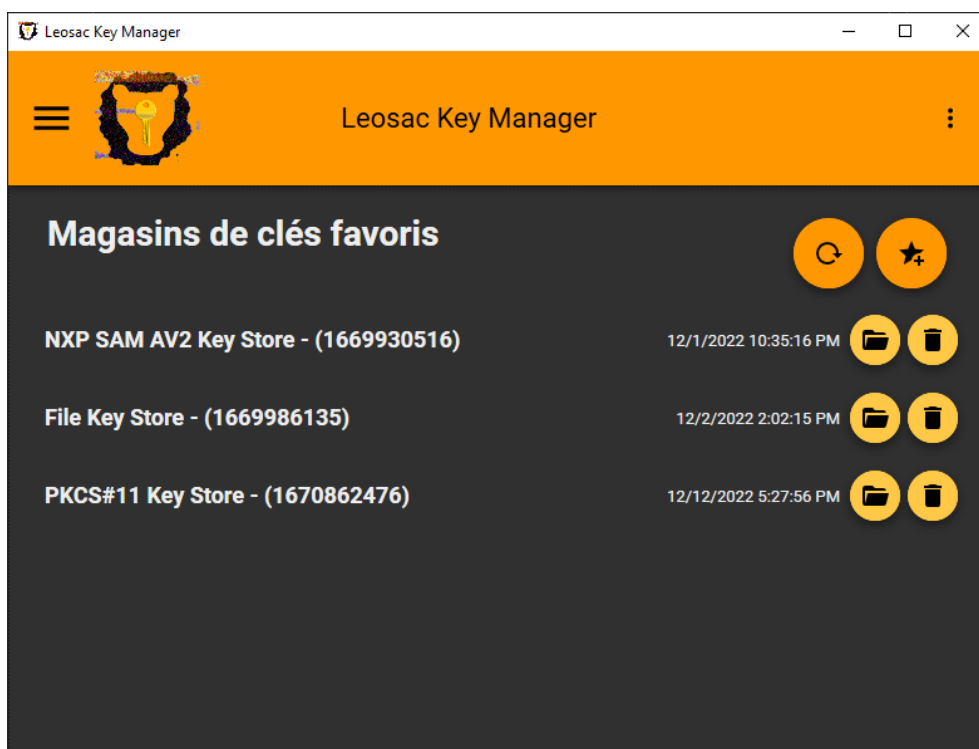 Leosac Key Manager
Leosac Key Manager
Magasins de clés favoris
NXP SAM AV2 Key Store - (1669930516) 12/1/2022 10:35:16 PM
File Key Store - (1669986135) 12/2/2022 2:02:15 PM
PKCS#11 Key Store - (1670862476) 12/12/2022 5:27:56 PM